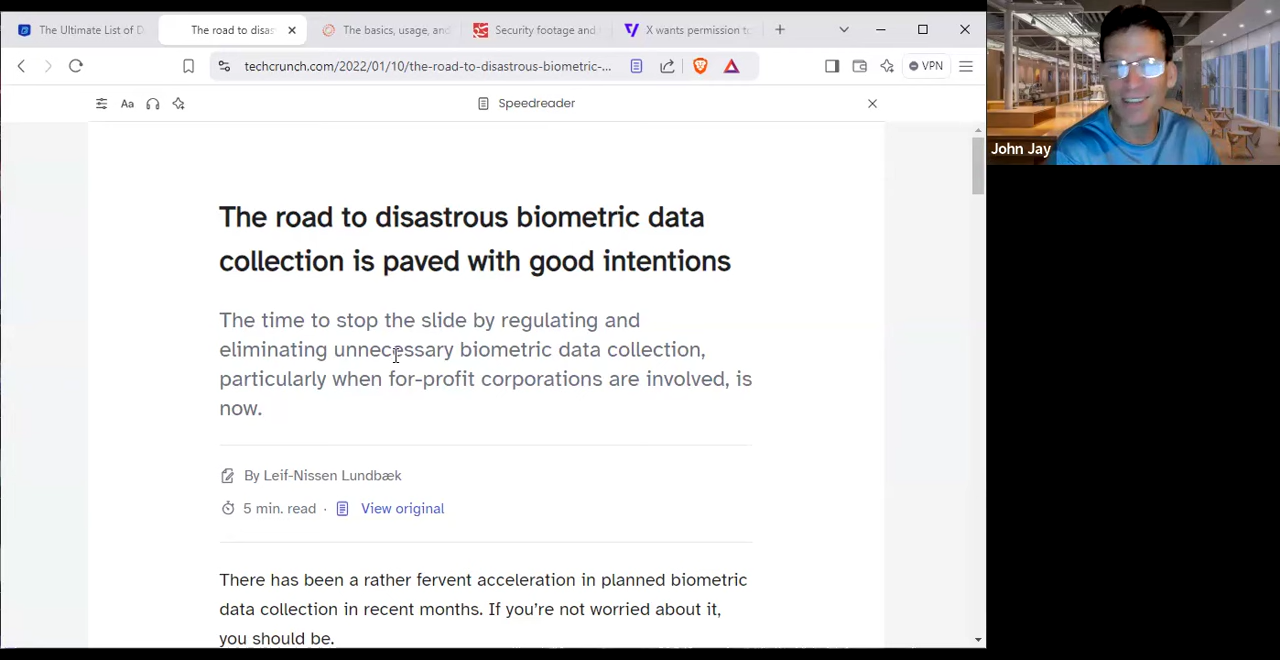 The Ultimate List of D
The road to disas
The basics, usage, and
Security footage and
X wants permission to
techcrunch.com/2022/01/10/the-road-to-disastrous-biometric-...
VPN
Aa
Speedreader
John Jay
The road to disastrous biometric data
collection is paved with good intentions
The time to stop the slide by regulating and
eliminating unnecessary biometric data collection,
particularly when for-profit corporations are involved, is
now.
By Leif-Nissen Lundbæk
5 min. read · View original
There has been a rather fervent acceleration in planned biometric
data collection in recent months. If you’re not worried about it,
you should be.